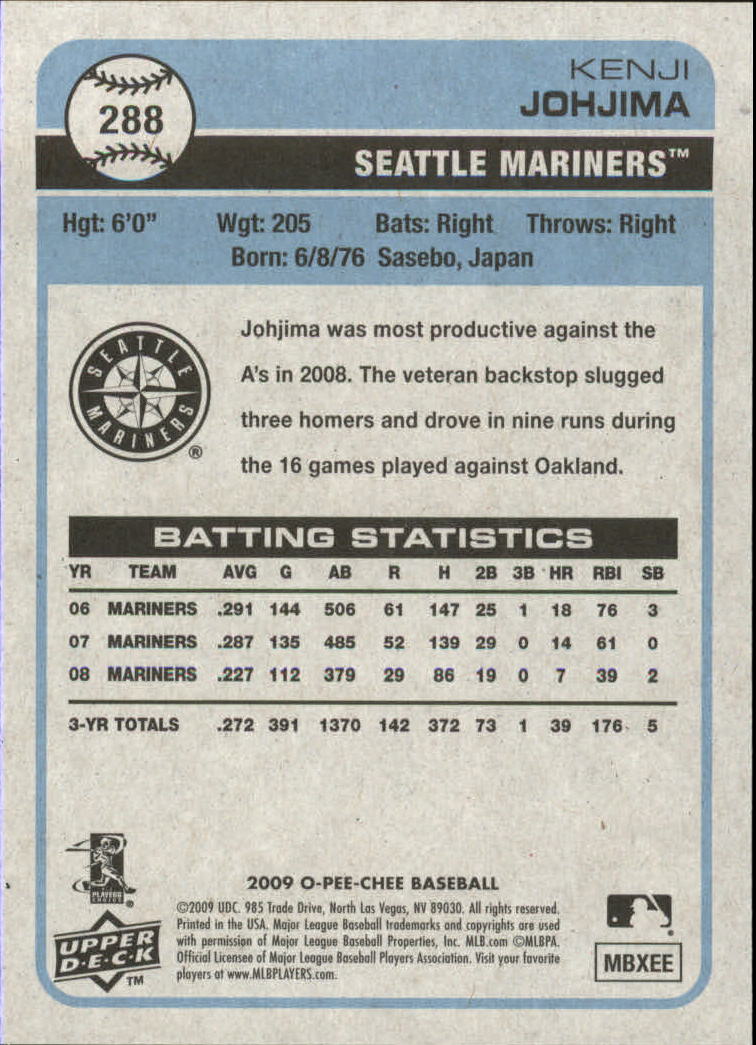 KENJI
JOHJIMA
288
SEATTLE MARINERS™
Hgt: 6'0" Wgt: 205 Bats: Right Throws: Right
Born: 6/8/76 Sasebo, Japan
SEATTLE
MARINERS
®
Johjima was most productive against the
A's in 2008. The veteran backstop slugged
three homers and drove in nine runs during
the 16 games played against Oakland.
BATTING STATISTICS
YR TEAM AVG G AB R H 2B 3B HR RBI SB
06 MARINERS .291 144 506 61 147 25 1 18 76 3
07 MARINERS .287 135 485 52 139 29 0 14 61 0
08 MARINERS .227 112 379 29 86 19 0 7 39 2
3-YR TOTALS .272 391 1370 142 372 73 1 39 176 5
PLAYERS
CHOICE
®
2009 O-PEE-CHEE BASEBALL
©2009 UDC. 985 Trade Drive, North Las Vegas, NV 89030. All rights reserved.
Printed in the USA. Major League Baseball trademarks and copyrights are used
with permission of Major League Baseball Properties, Inc. MLB.com ©MLBPA.
Official Licensee of Major League Baseball Players Association. Visit your favorite
players at www.MLBPLAYERS.com.
UPPER
D·E·C·K
TM
MBXEE